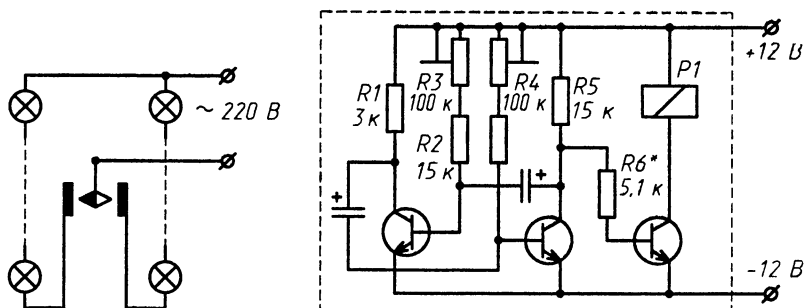 ~ 220 В
R1
3 к
R3
100 к
R2
15 к
R4
100 к
R5
15 к
R6*
5,1 к
P1
+12 В
−12 В
+
+